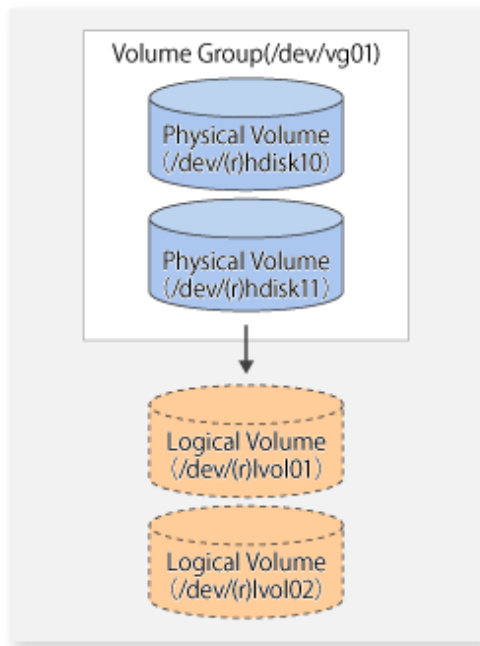 Volume Group(/dev/vg01)
Physical Volume
(/dev/(r)hdisk10)
Physical Volume
(/dev/(r)hdisk11)
Logical Volume
(/dev/(r)lvol01)
Logical Volume
(/dev/(r)lvol02)